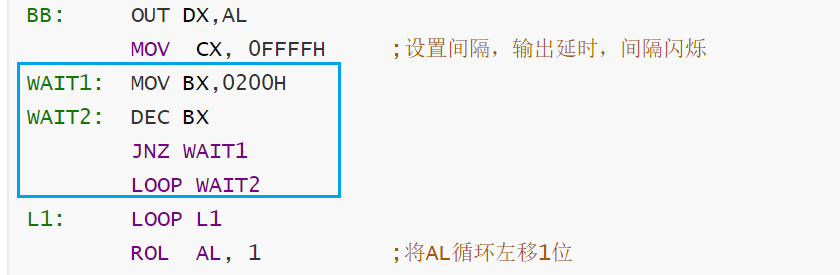 BB: OUT DX,AL
MOV CX, 0FFFFH ;设置间隔，输出延时，间隔闪烁
WAIT1: MOV BX,0200H
WAIT2: DEC BX
JNZ WAIT1
LOOP WAIT2
L1: LOOP L1
ROL AL, 1 ;将AL循环左移1位